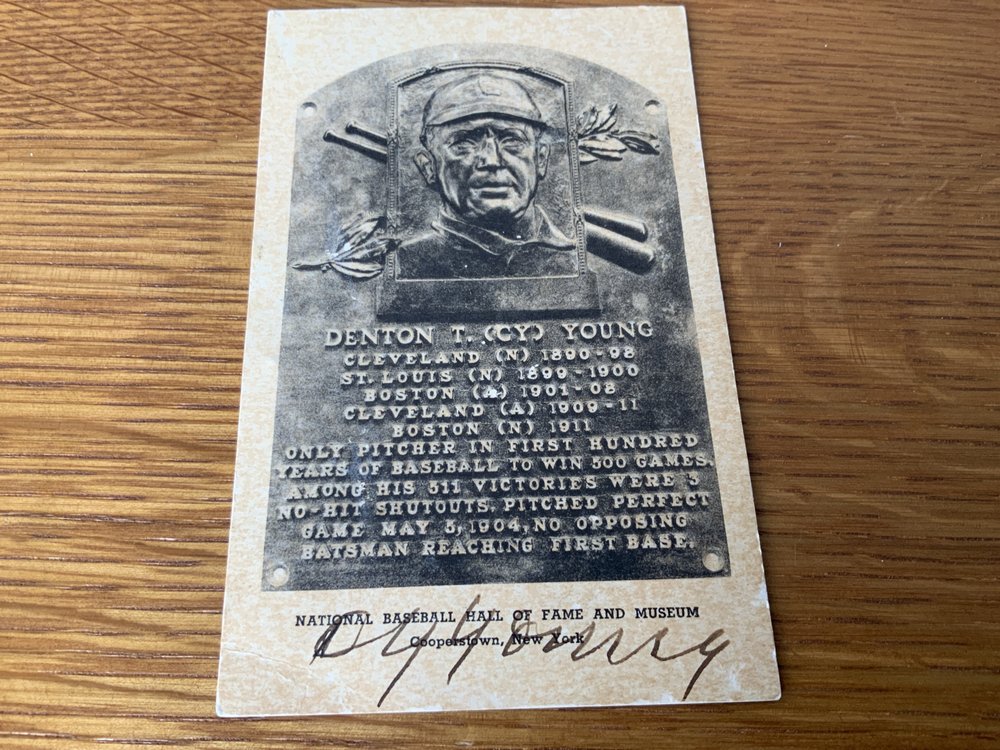 DENTON T. (CY) YOUNG
CLEVELAND (N) 1890-98
ST. LOUIS (N) 1899-1900
BOSTON (A) 1901-08
CLEVELAND (A) 1909-11
BOSTON (N) 1911
ONLY PITCHER IN FIRST HUNDRED
YEARS OF BASEBALL TO WIN 500 GAMES.
AMONG HIS 511 VICTORIES WERE 3
NO-HIT SHUTOUTS. PITCHED PERFECT
GAME MAY 5, 1904, NO OPPOSING
BATSMAN REACHING FIRST BASE.
NATIONAL BASEBALL HALL OF FAME AND MUSEUM
Cooperstown, New York
Cy Young